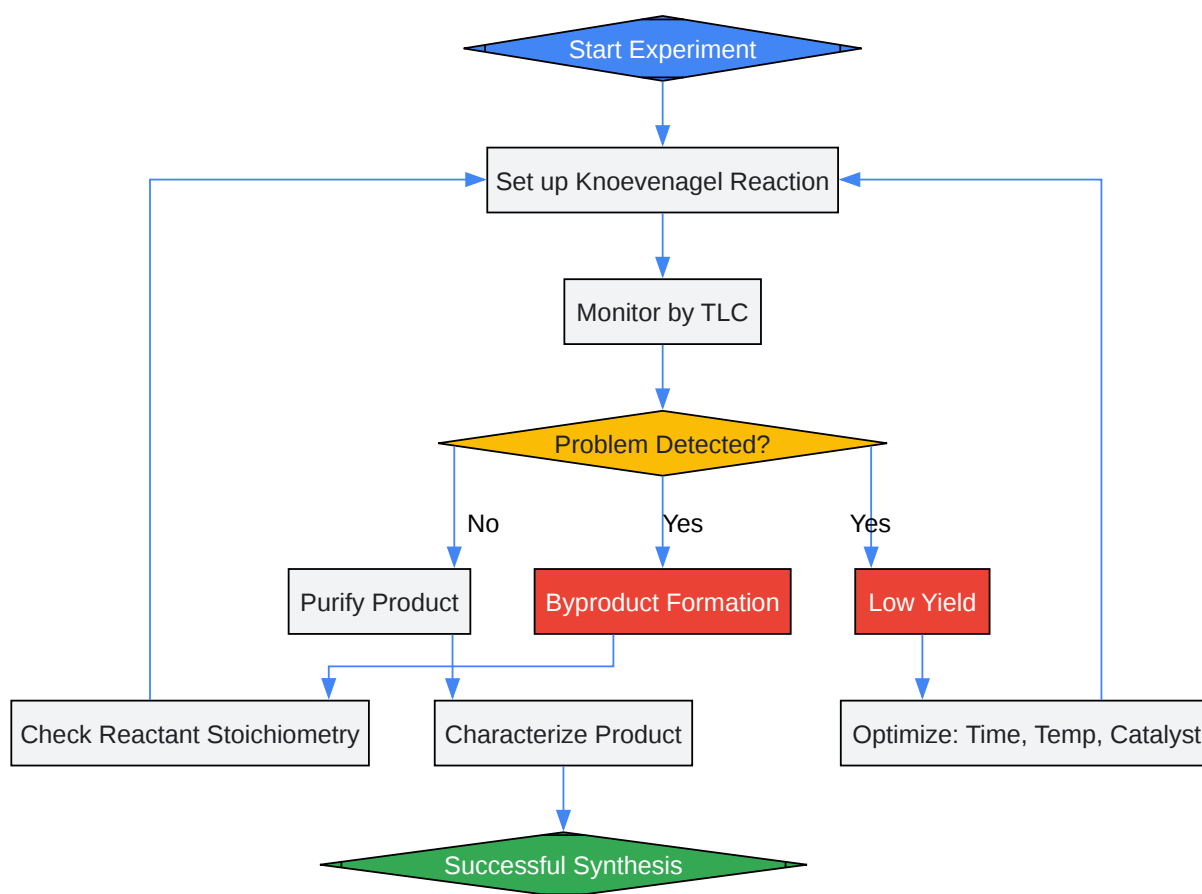 Start Experiment
Set up Knoevenagel Reaction
Monitor by TLC
Problem Detected?
No
Yes
Yes
Purify Product
Byproduct Formation
Low Yield
Check Reactant Stoichiometry
Characterize Product
Optimize: Time, Temp, Catalyst
Successful Synthesis